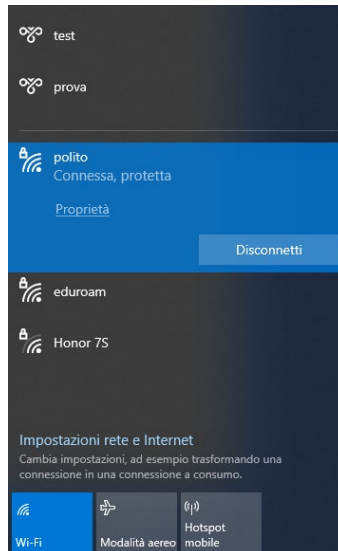 test
prova
polito
Connessa, protetta
Proprietà
Disconnetti
eduroam
Honor 7S
Impostazioni rete e Internet
Cambia impostazioni, ad esempio trasformando una
connessione in una connessione a consumo.
Wi-Fi
Modalità aereo
Hotspot
mobile